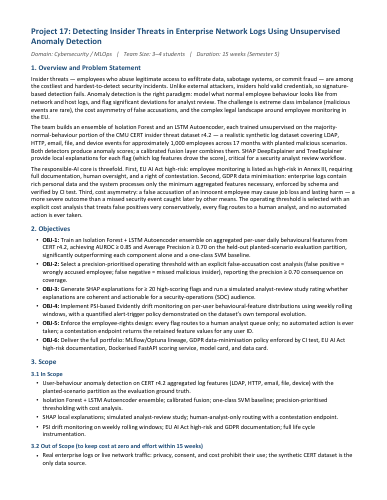 Project 17: Detecting Insider Threats in Enterprise Network Logs Using Unsupervised
Anomaly Detection
Domain: Cybersecurity / MLOps | Team Size: 3–4 students | Duration: 15 weeks (Semester 5)
1. Overview and Problem Statement
Insider threats — employees who abuse legitimate access to exfiltrate data, sabotage systems, or commit fraud — are among
the costliest and hardest-to-detect security incidents. Unlike external attackers, insiders hold valid credentials, so signature-
based detection fails. Anomaly detection is the right paradigm: model what normal employee behaviour looks like from
network and host logs, and flag significant deviations for analyst review. The challenge is extreme class imbalance (malicious
events are rare), the cost asymmetry of false accusations, and the complex legal landscape around employee monitoring in
the EU.
The team builds an ensemble of Isolation Forest and an LSTM Autoencoder, each trained unsupervised on the majority-
normal-behaviour portion of the CMU CERT insider threat dataset r4.2 — a realistic synthetic log dataset covering LDAP,
HTTP, email, file, and device events for approximately 1,000 employees across 17 months with planted malicious scenarios.
Both detectors produce anomaly scores; a calibrated fusion layer combines them. SHAP DeepExplainer and TreeExplainer
provide local explanations for each flag (which log features drove the score), critical for a security analyst review workflow.
The responsible-AI core is threefold. First, EU AI Act high-risk: employee monitoring is listed as high-risk in Annex III, requiring
full documentation, human oversight, and a right of contestation. Second, GDPR data minimisation: enterprise logs contain
rich personal data and the system processes only the minimum aggregated features necessary, enforced by schema and
verified by CI test. Third, cost asymmetry: a false accusation of an innocent employee may cause job loss and lasting harm — a
more severe outcome than a missed security event caught later by other means. The operating threshold is selected with an
explicit cost analysis that treats false positives very conservatively, every flag routes to a human analyst, and no automated
action is ever taken.
2. Objectives
• OBJ-1: Train an Isolation Forest + LSTM Autoencoder ensemble on aggregated per-user daily behavioural features from
CERT r4.2, achieving AUROC ≥ 0.85 and Average Precision ≥ 0.70 on the held-out planted-scenario evaluation partition,
significantly outperforming each component alone and a one-class SVM baseline.
• OBJ-2: Select a precision-prioritised operating threshold with an explicit false-accusation cost analysis (false positive =
wrongly accused employee; false negative = missed malicious insider), reporting the precision ≥ 0.70 consequence on
coverage.
• OBJ-3: Generate SHAP explanations for ≥ 20 high-scoring flags and run a simulated analyst-review study rating whether
explanations are coherent and actionable for a security-operations (SOC) audience.
• OBJ-4: Implement PSI-based Evidently drift monitoring on per-user behavioural-feature distributions using weekly rolling
windows, with a quantified alert-trigger policy demonstrated on the dataset's own temporal evolution.
• OBJ-5: Enforce the employee-rights design: every flag routes to a human analyst queue only; no automated action is ever
taken; a contestation endpoint returns the retained feature values for any user ID.
• OBJ-6: Deliver the full portfolio: MLflow/Optuna lineage, GDPR data-minimisation policy enforced by CI test, EU AI Act
high-risk documentation, Dockerised FastAPI scoring service, model card, and data card.
3. Scope
3.1 In Scope
• User-behaviour anomaly detection on CERT r4.2 aggregated log features (LDAP, HTTP, email, file, device) with the
planted-scenario partition as the evaluation ground truth.
• Isolation Forest + LSTM Autoencoder ensemble; calibrated fusion; one-class SVM baseline; precision-prioritised
thresholding with cost analysis.
• SHAP local explanations; simulated analyst-review study; human-analyst-only routing with a contestation endpoint.
• PSI drift monitoring on weekly rolling windows; EU AI Act high-risk and GDPR documentation; full life cycle
instrumentation.
3.2 Out of Scope (to keep cost at zero and effort within 15 weeks)
• Real enterprise logs or live network traffic: privacy, consent, and cost prohibit their use; the synthetic CERT dataset is the
only data source.